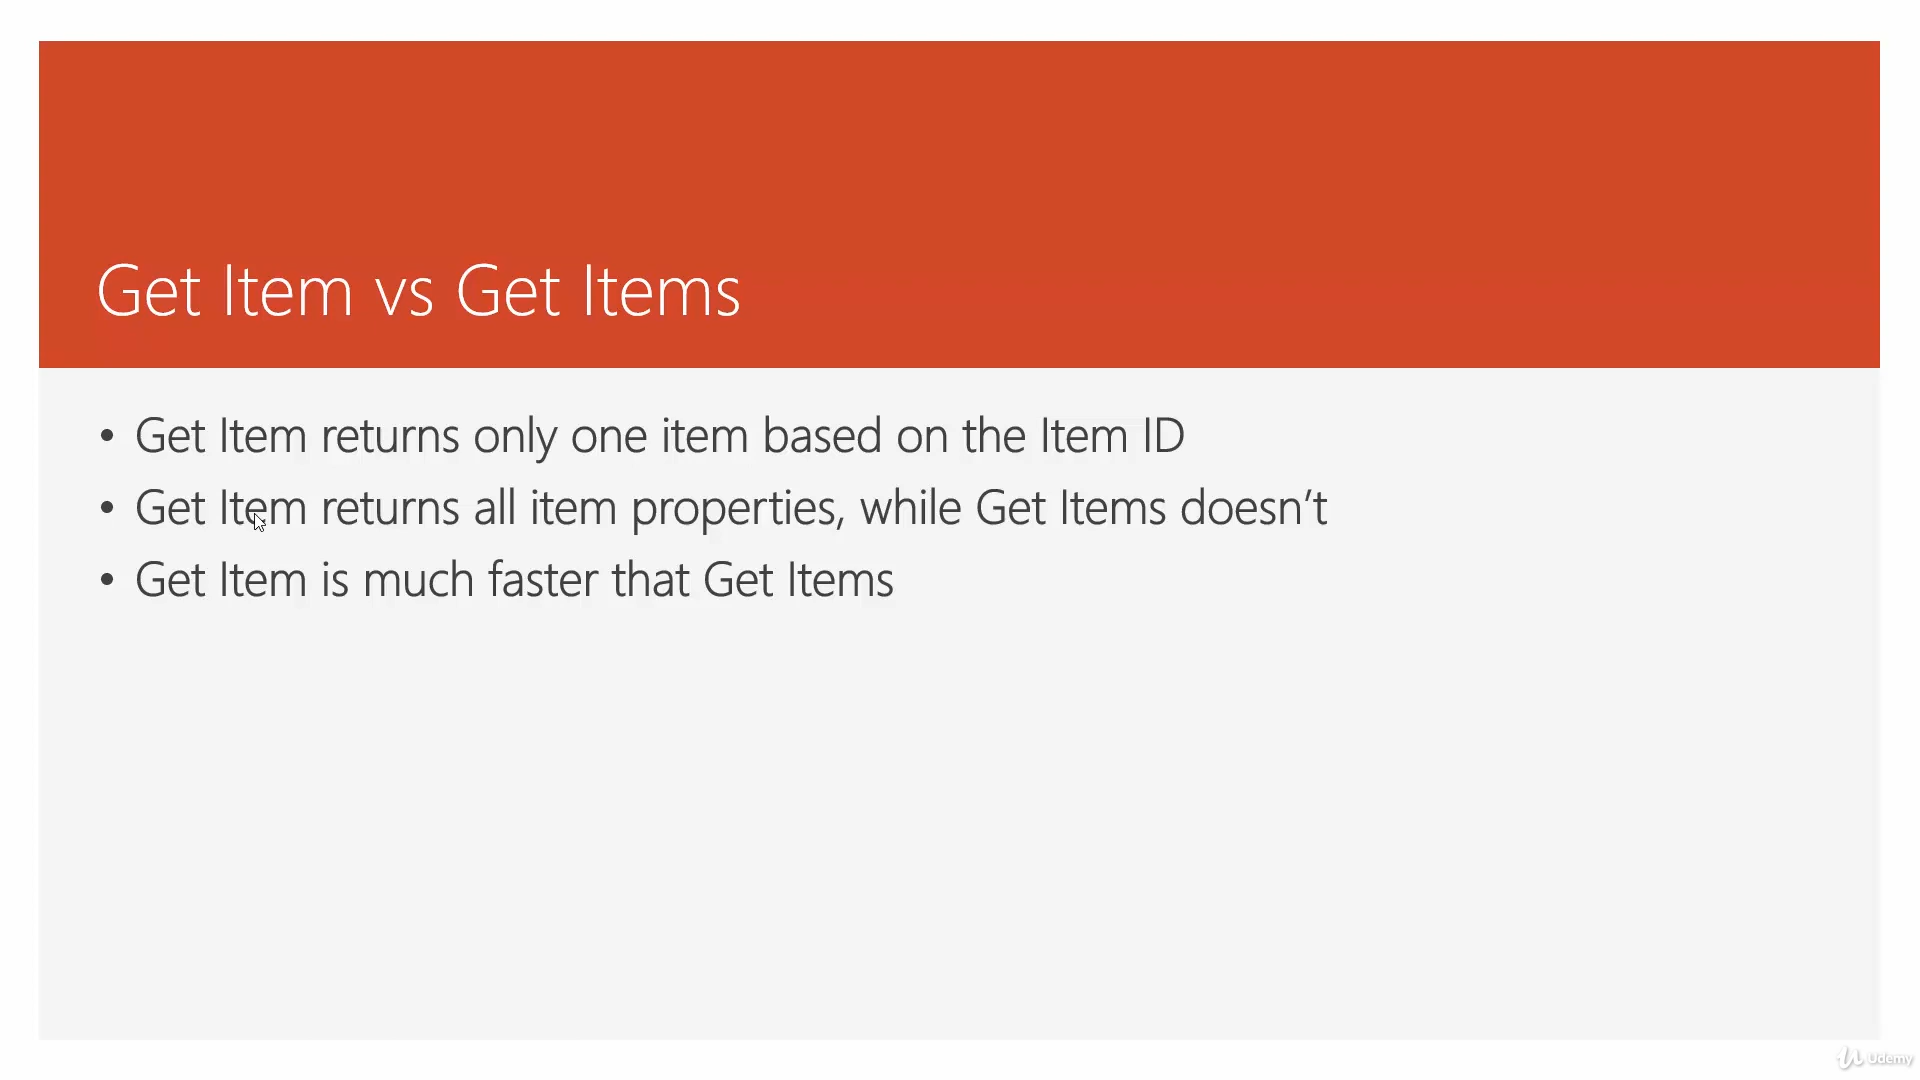 Get Item vs Get Items
• Get Item returns only one item based on the Item ID
• Get Item returns all item properties, while Get Items doesn’t
• Get Item is much faster that Get Items
Udemy